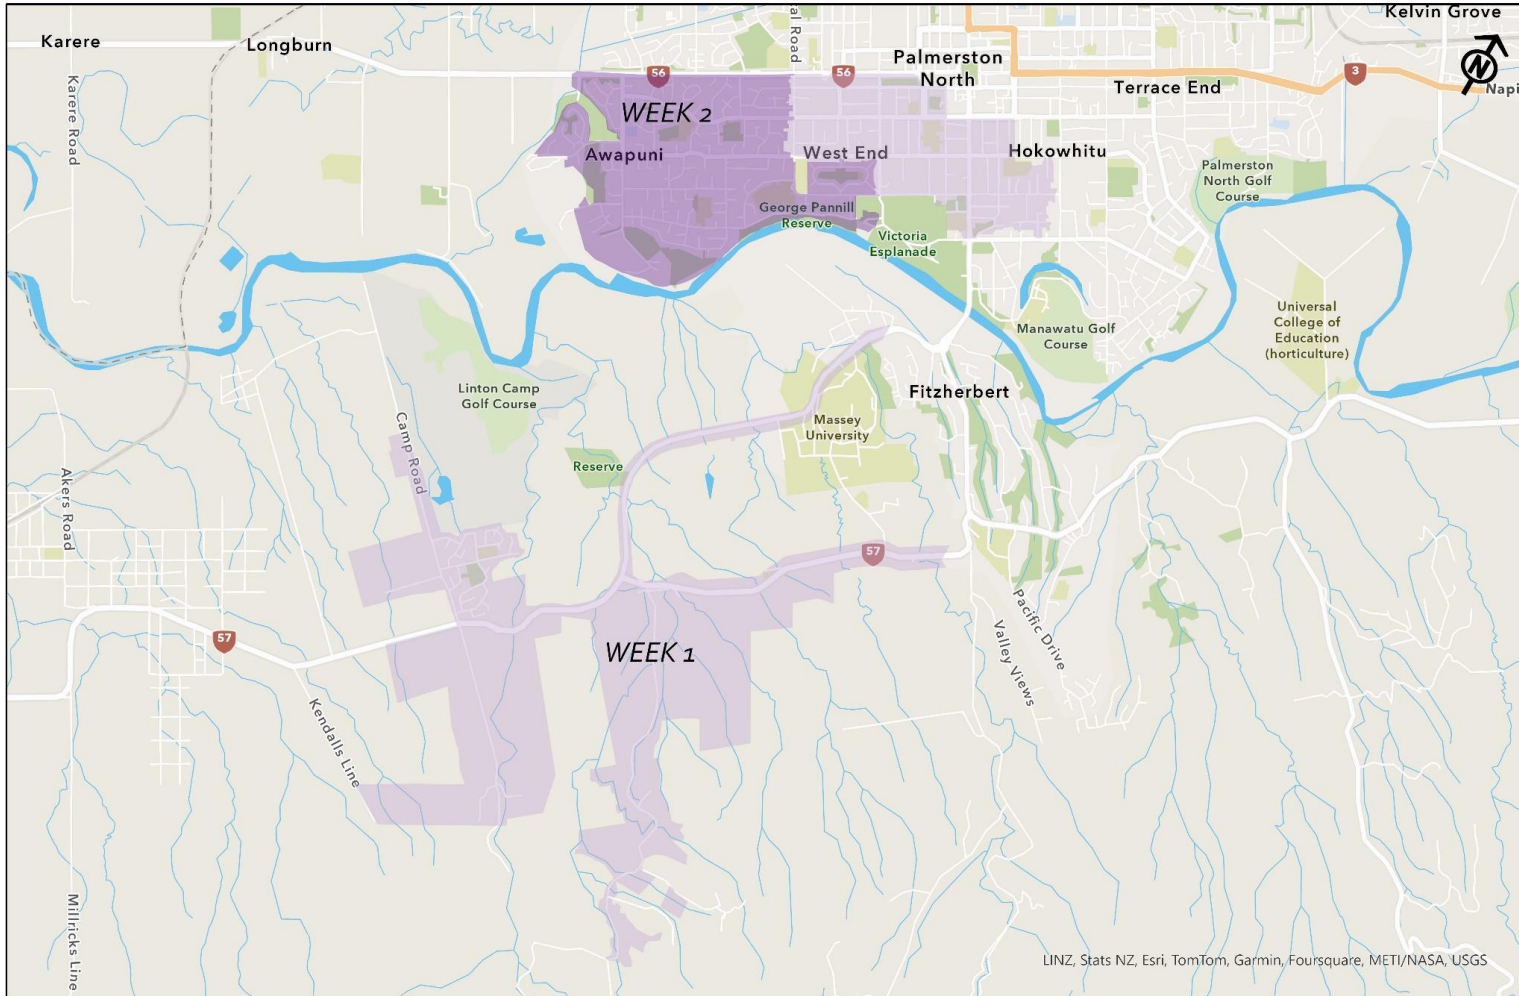 Kelvin Grove
Karere
Longburn
al Road
Palmerston
North
56
56
3
N
Napi
Terrace End
WEEK 2
Karere Road
Awapuni
West End
Hokowhitu
Palmerston
North Golf
Course
George Pannill
Reserve
Victoria
Esplanade
Universal
College of
Education
(horticulture)
Manawatu Golf
Course
Linton Camp
Golf Course
Fitzherbert
Massey
University
Camp Road
Reserve
Akers Road
57
57
Pacific Drive
Valley Views
WEEK 1
Kendalls Line
Millricks Line
LINZ, Stats NZ, Esri, TomTom, Garmin, Foursquare, METI/NASA, USGS